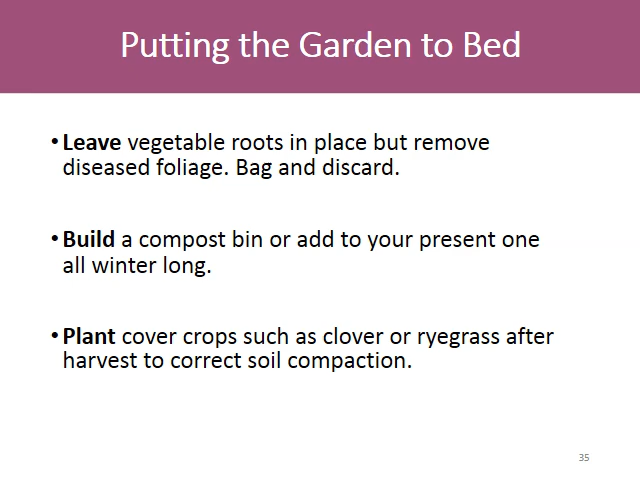 Putting the Garden to Bed
• Leave vegetable roots in place but remove
diseased foliage. Bag and discard.
• Build a compost bin or add to your present one
all winter long.
• Plant cover crops such as clover or ryegrass after
harvest to correct soil compaction.
35